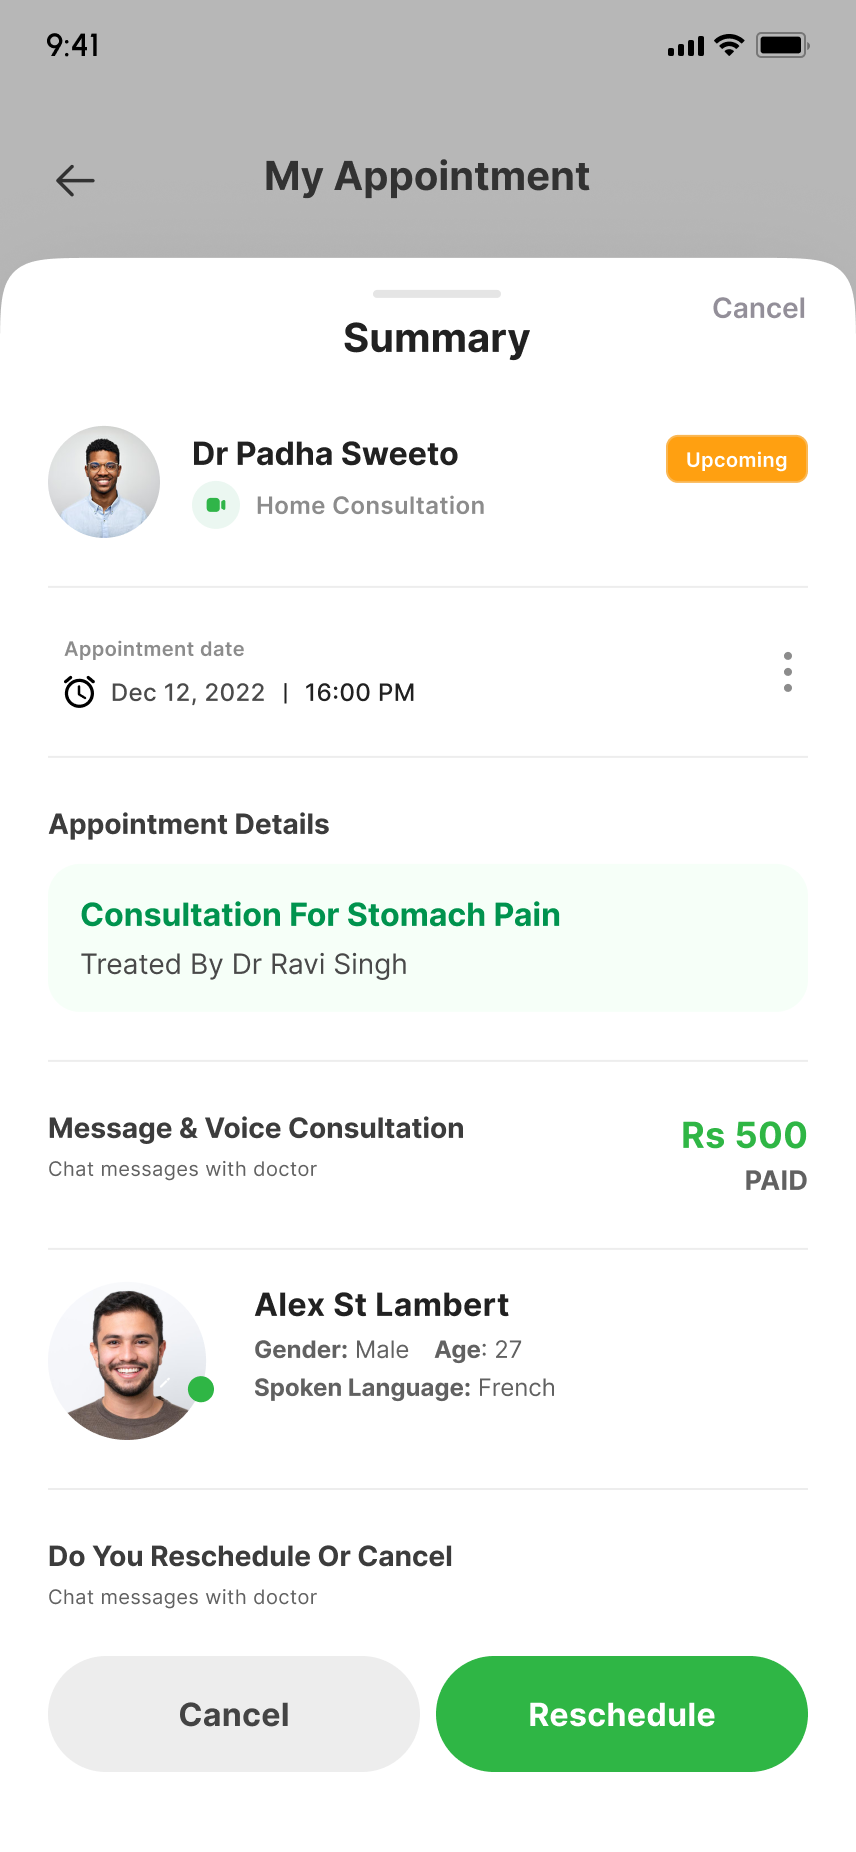 9:41
My Appointment
Cancel
Summary
Dr Padha Sweeto
Upcoming
Home Consultation
Appointment date
Dec 12, 2022 | 16:00 PM
Appointment Details
Consultation For Stomach Pain
Treated By Dr Ravi Singh
Message & Voice Consultation
Rs 500
Chat messages with doctor
PAID
Alex St Lambert
Gender: Male Age: 27
Spoken Language: French
Do You Reschedule Or Cancel
Chat messages with doctor
Cancel Reschedule